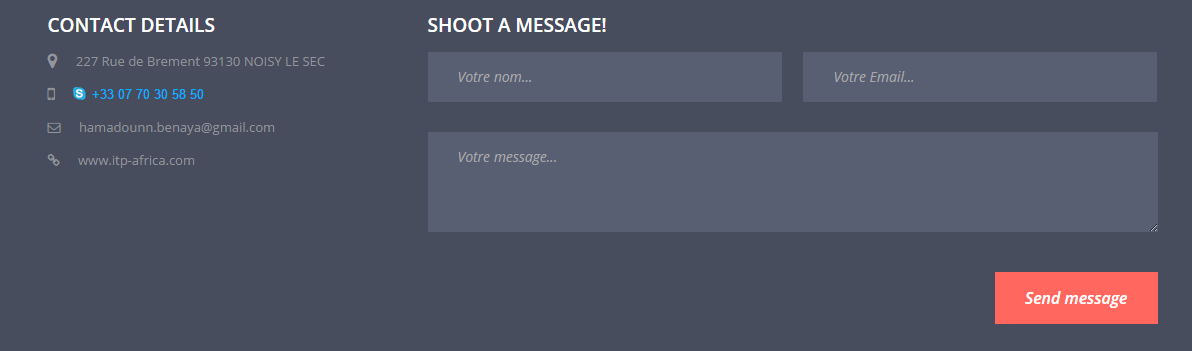 CONTACT DETAILS
227 Rue de Brement 93130 NOISY LE SEC
+33 07 70 30 58 50
hamadounn.benaya@gmail.com
www.itp-africa.com
SHOOT A MESSAGE!
Votre nom...
Votre Email...
Votre message...
Send message